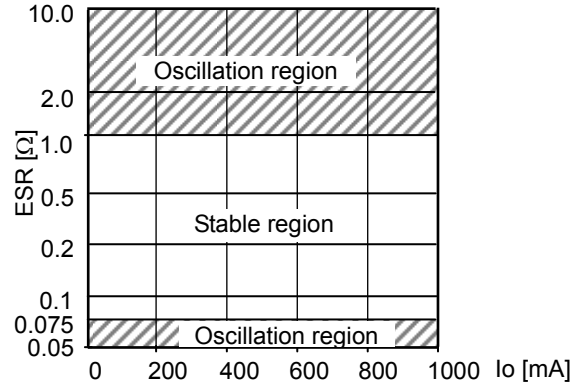 10.0
Oscillation region
2.0
1.0
ESR [Ω]
0.5
Stable region
0.2
0.1
0.075
Oscillation region
0.05
0 200 400 600 800 1000 Io [mA]